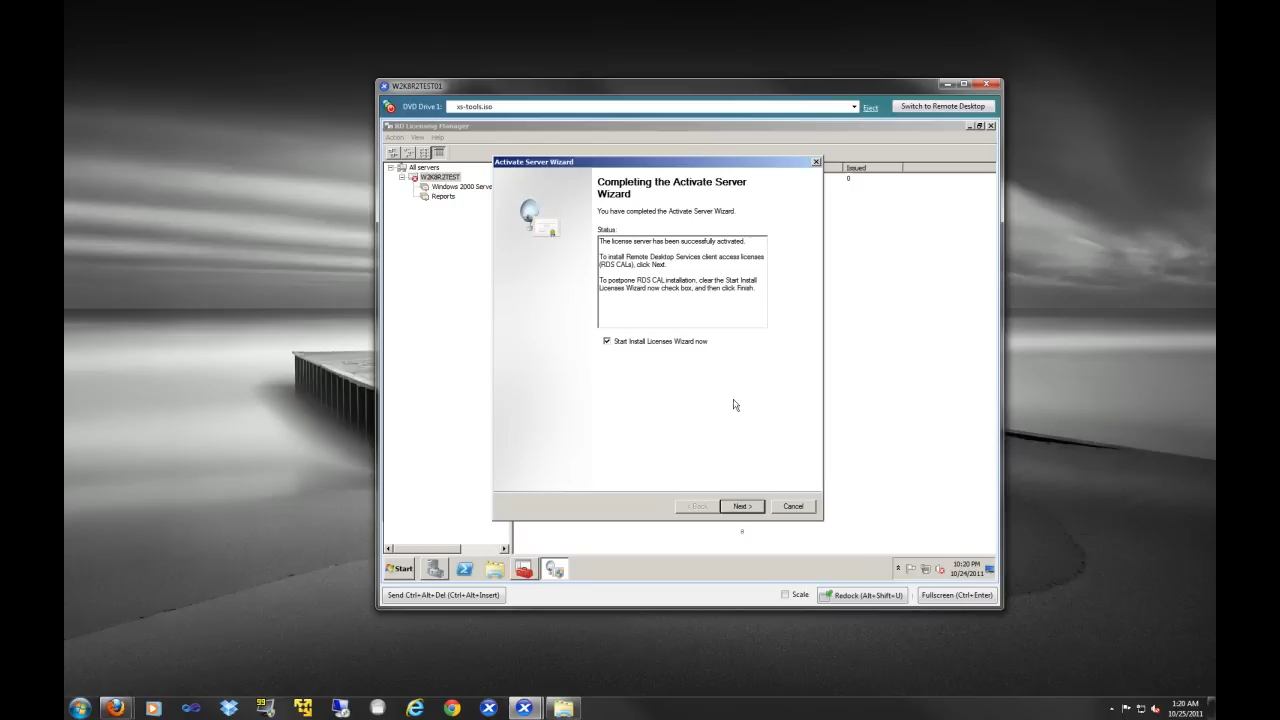 W2K8R2TEST01
DVD Drive 1:
xs-tools.iso
Eject
Switch to Remote Desktop
RD Licensing Manager
Action View Help
All servers
W2K8R2TEST
Windows 2000 Serve
Reports
Issued
0
Activate Server Wizard
Completing the Activate Server
Wizard
You have completed the Activate Server Wizard.
Status:
The license server has been successfully activated.
To install Remote Desktop Services client access licenses
(RDS CALs), click Next.
To postpone RDS CAL installation, clear the Start Install
Licenses Wizard now check box, and then click Finish.
Start Install Licenses Wizard now
< Back
Next >
Cancel
Start
10:20 PM
10/24/2011
Send Ctrl+Alt+Del (Ctrl+Alt+Insert)
Scale
Redock (Alt+Shift+U)
Fullscreen (Ctrl+Enter)
99
1:20 AM
10/25/2011